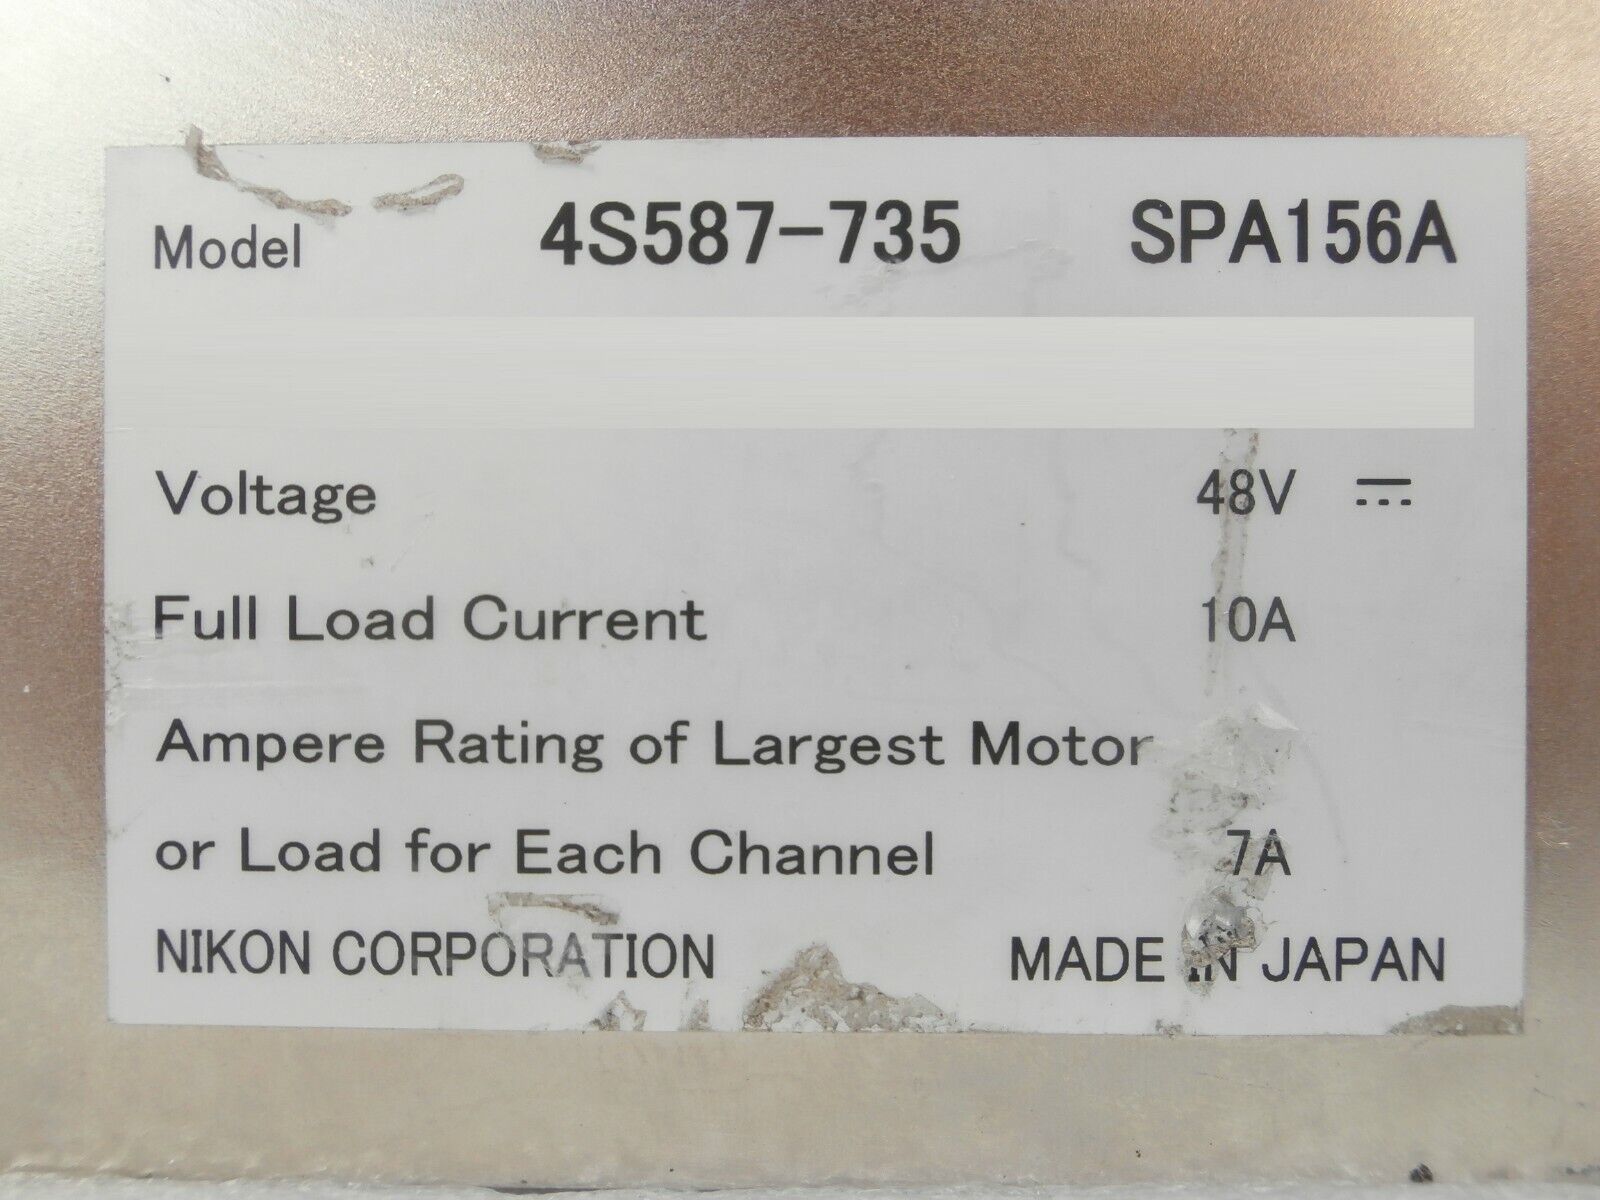 Model 4S587-735 SPA156A
Voltage 48V ⎓
Full Load Current 10A
Ampere Rating of Largest Motor
or Load for Each Channel 7A
NIKON CORPORATION MADE IN JAPAN